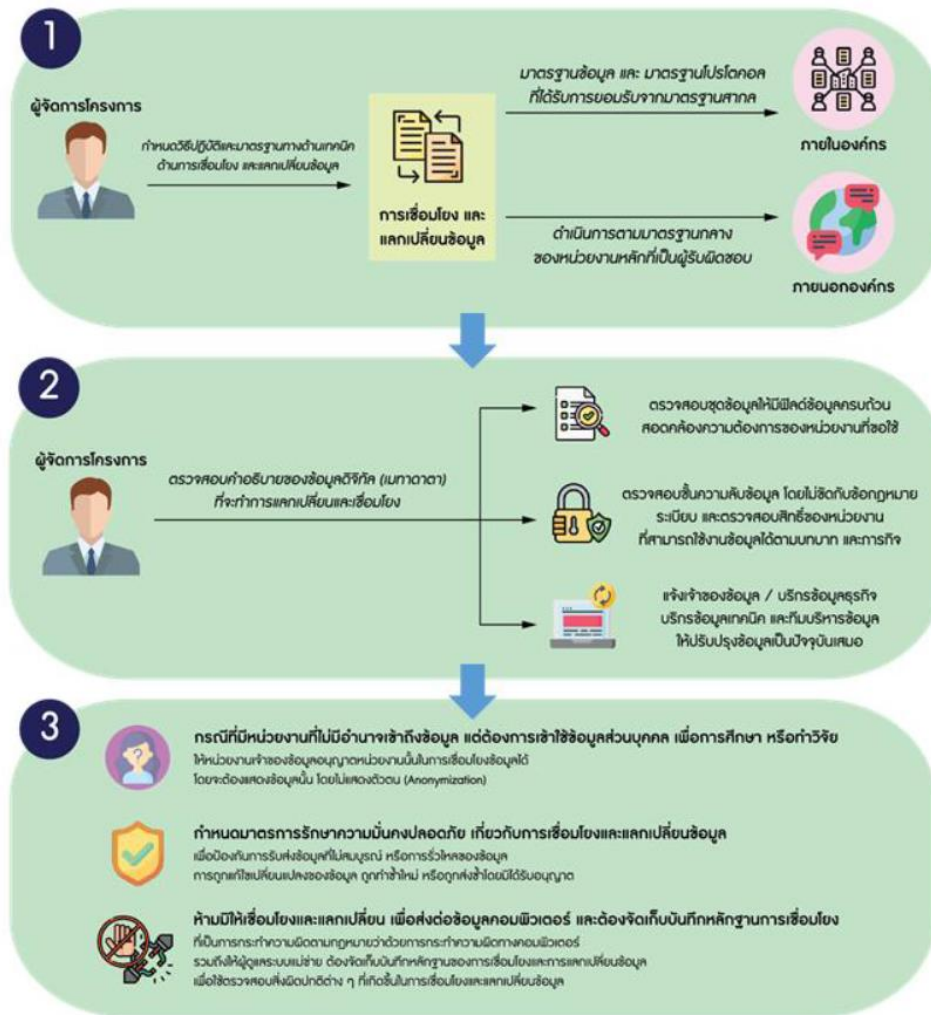 1
ผู้จัดการโครงการ
กำหนดวิธีปฏิบัติและมาตรฐานทางด้านเทคนิค
ด้านการเชื่อมโยง และแลกเปลี่ยนข้อมูล
การเชื่อมโยง และ
แลกเปลี่ยนข้อมูล
มาตรฐานข้อมูล และ มาตรฐานโปรโตคอล
ที่ได้รับการยอมรับจากมาตรฐานสากล
ภายในองค์กร
ดำเนินการตามมาตรฐานกลาง
ของหน่วยงานหลักที่เป็นผู้รับผิดชอบ
ภายนอกองค์กร
2
ผู้จัดการโครงการ
ตรวจสอบคำอธิบายของข้อมูลดิจิทัล (เมทาดาตา)
ที่จะทำการแลกเปลี่ยนและเชื่อมโยง
ตรวจสอบชุดข้อมูลให้มีฟิลด์ข้อมูลครบถ้วน
สอดคล้องความต้องการของหน่วยงานที่ขอใช้
ตรวจสอบชั้นความลับข้อมูล โดยไม่ขัดกับข้อกฎหมาย
ระเบียบ และตรวจสอบสิทธิ์ของหน่วยงาน
ที่สามารถใช้งานข้อมูลได้ตามบทบาท และภารกิจ
แจ้งเจ้าของข้อมูล / บริกรข้อมูลธุรกิจ
บริกรข้อมูลเทคนิค และทีมบริหารข้อมูล
ให้ปรับปรุงข้อมูลเป็นปัจจุบันเสมอ
3
กรณีที่มีหน่วยงานที่ไม่มีอำนาจเข้าถึงข้อมูล แต่ต้องการเข้าใช้ข้อมูลส่วนบุคคล เพื่อการศึกษา หรือทำวิจัย
ให้หน่วยงานเจ้าของข้อมูลอนุญาตหน่วยงานนั้นในการเชื่อมโยงข้อมูลได้
โดยจะต้องแสดงข้อมูลนั้น โดยไม่แสดงตัวตน (Anonymization)
กำหนดมาตรการรักษาความมั่นคงปลอดภัย เกี่ยวกับการเชื่อมโยงและแลกเปลี่ยนข้อมูล
เพื่อป้องกันการรับส่งข้อมูลที่ไม่สมบูรณ์ หรือการรั่วไหลของข้อมูล
การถูกแก้ไขเปลี่ยนแปลงของข้อมูล ถูกทำซ้ำใหม่ หรือถูกส่งซ้ำโดยมิได้รับอนุญาต
ห้ามมิให้เชื่อมโยงและแลกเปลี่ยน เพื่อส่งต่อข้อมูลคอมพิวเตอร์ และต้องจัดเก็บบันทึกหลักฐานการเชื่อมโยง
ที่เป็นการกระทำความผิดตามกฎหมายว่าด้วยการกระทำความผิดทางคอมพิวเตอร์
รวมถึงให้ผู้ดูแลระบบแม่ข่าย ต้องจัดเก็บบันทึกหลักฐานของการเชื่อมโยงและการแลกเปลี่ยนข้อมูล
เพื่อใช้ตรวจสอบสิ่งผิดปกติต่าง ๆ ที่เกิดขึ้นในการเชื่อมโยงและแลกเปลี่ยนข้อมูล